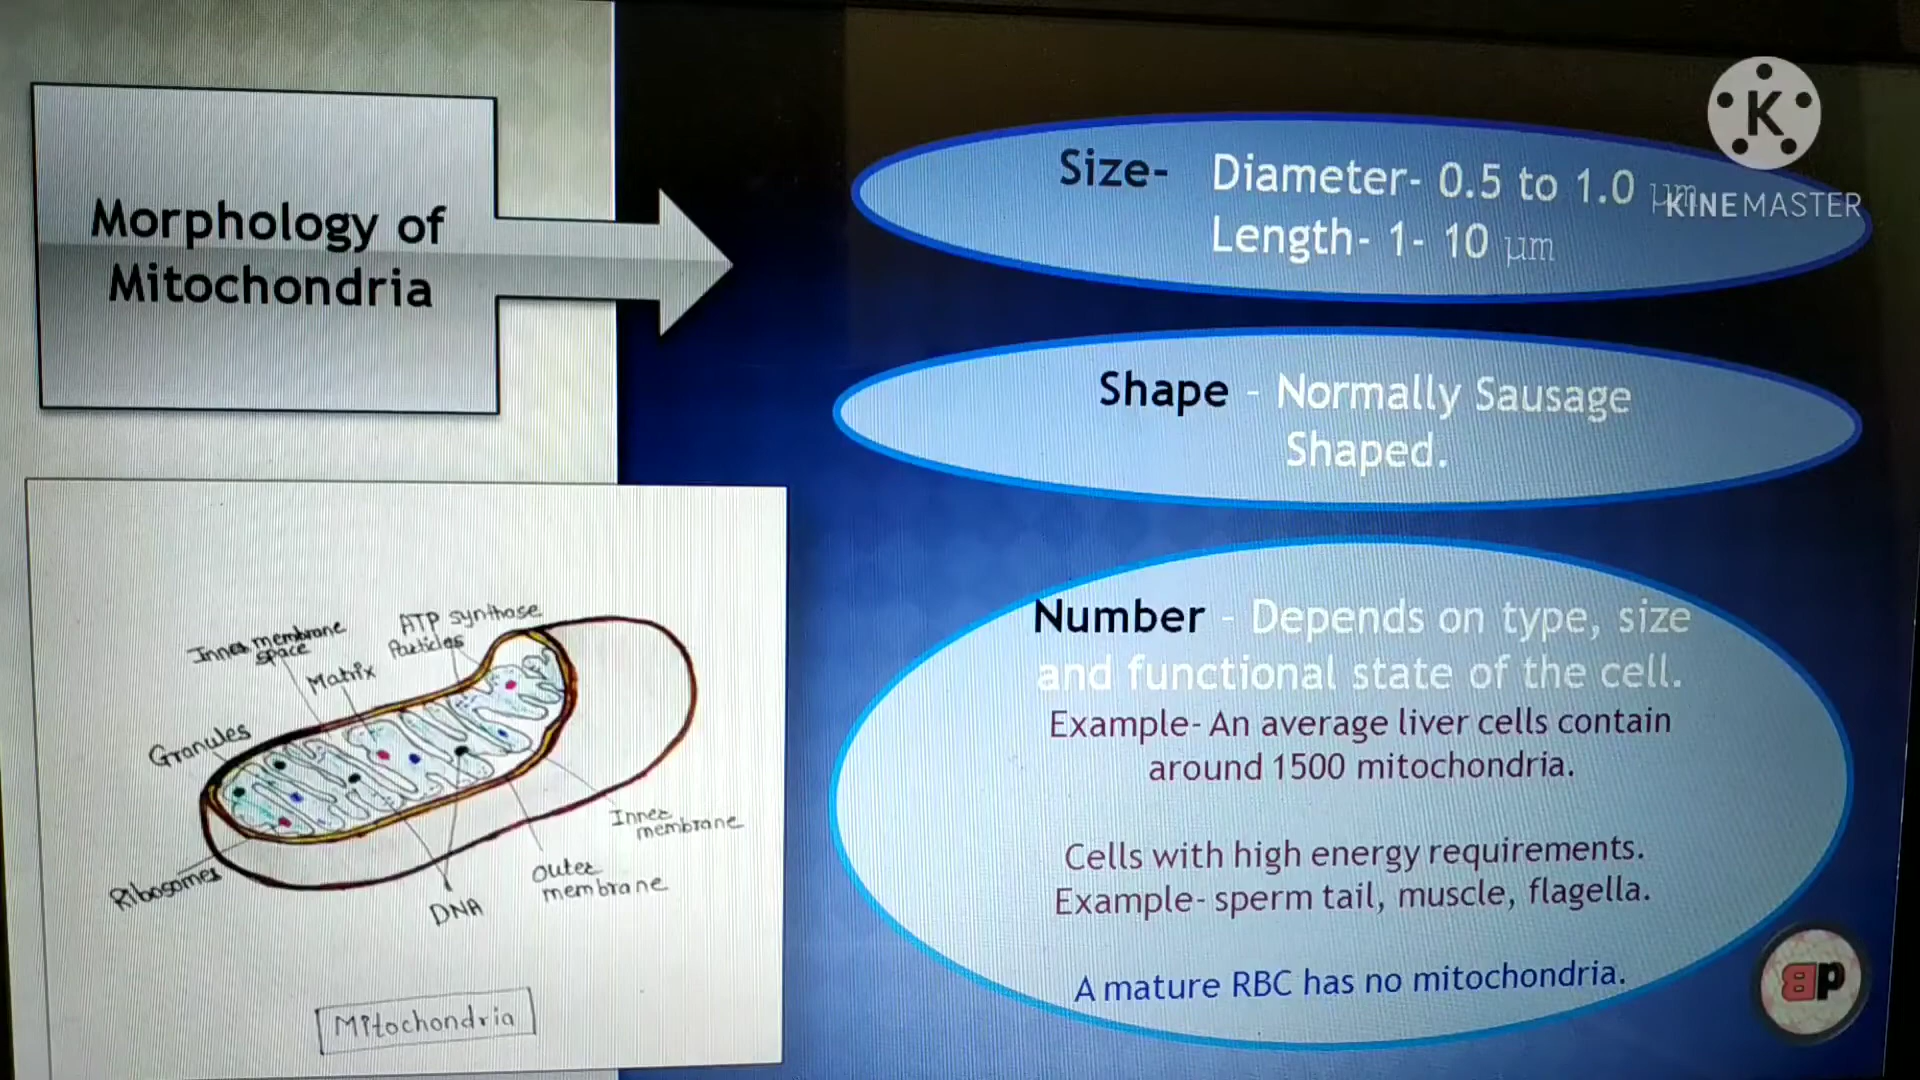 Morphology of
Mitochondria
Size- Diameter- 0.5 to 1.0 µm
Length- 1- 10 µm
K
KINEMASTER
Shape - Normally Sausage
Shaped.
Number - Depends on type, size
and functional state of the cell.
Example- An average liver cells contain
around 1500 mitochondria.
Cells with high energy requirements.
Example- sperm tail, muscle, flagella.
A mature RBC has no mitochondria.
ATP synthase
Particles
Inner membrane
space
Matrix
Granules
Ribosomes
DNA
Outer
membrane
Inner
membrane
Mitochondria
BP